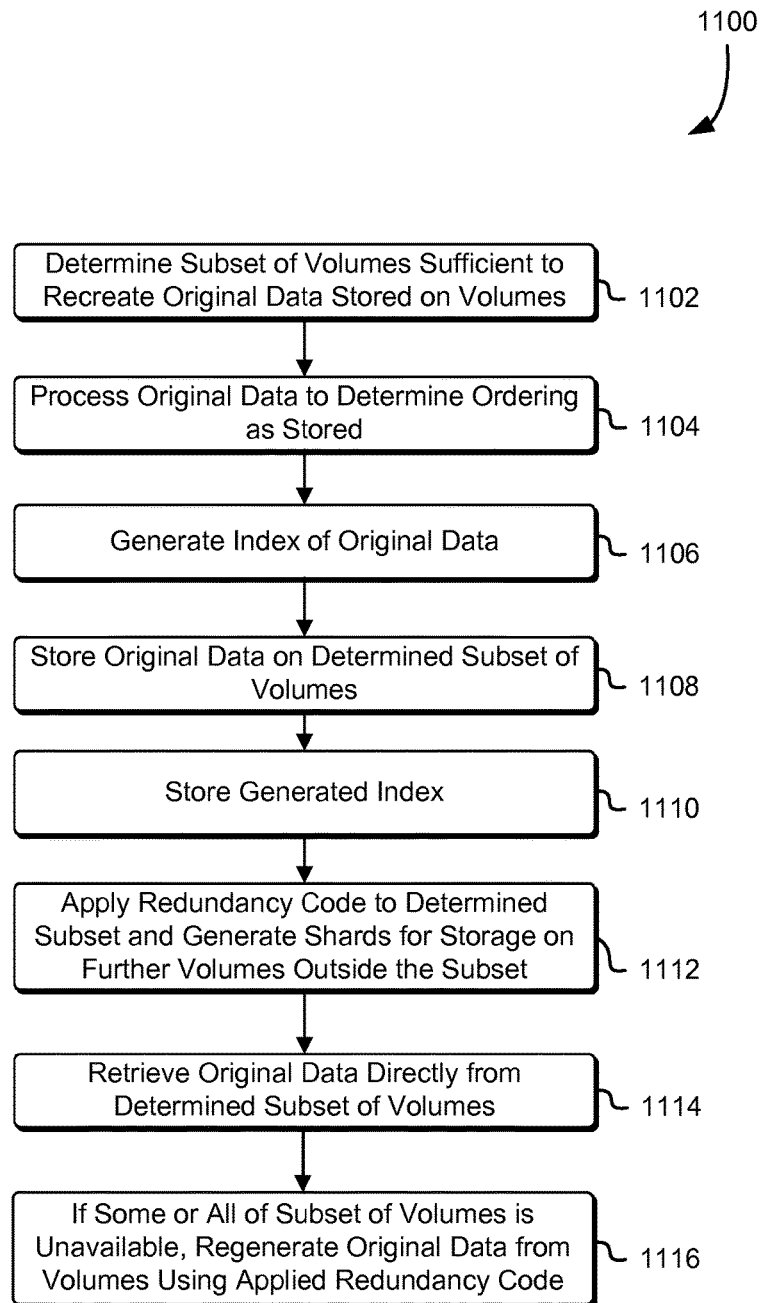 1100
Determine Subset of Volumes Sufficient to
Recreate Original Data Stored on Volumes
1102
Process Original Data to Determine Ordering
as Stored
1104
Generate Index of Original Data
1106
Store Original Data on Determined Subset of
Volumes
1108
Store Generated Index
1110
Apply Redundancy Code to Determined
Subset and Generate Shards for Storage on
Further Volumes Outside the Subset
1112
Retrieve Original Data Directly from
Determined Subset of Volumes
1114
If Some or All of Subset of Volumes is
Unavailable, Regenerate Original Data from
Volumes Using Applied Redundancy Code
1116